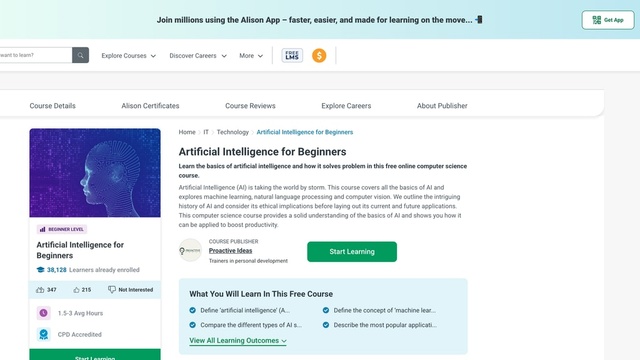 Join millions using the Alison App – faster, easier, and made for learning on the move...
Get App
want to learn?
Explore Courses
Discover Careers
More
FREE
LMS
Course Details
Alison Certificates
Course Reviews
Explore Careers
About Publisher
Home
IT
Technology
Artificial Intelligence for Beginners
Artificial Intelligence for Beginners
Learn the basics of artificial intelligence and how it solves problem in this free online computer science
course.
Artificial Intelligence (AI) is taking the world by storm. This course covers all the basics of AI and
explores machine learning, natural language processing and computer vision. We outline the intriguing
history of AI and consider its ethical implications before laying out its current and future applications.
This computer science course provides a solid understanding of the basics of AI and shows you how it
can be applied to boost productivity.
COURSE PUBLISHER
Proactive Ideas
Trainers in personal development
Start Learning
BEGINNER LEVEL
Artificial Intelligence for
Beginners
38,128 Learners already enrolled
347
215
Not Interested
1.5-3 Avg Hours
CPD Accredited
Start Learning
What You Will Learn In This Free Course
Define 'artificial intelligence' (A...
Define the concept of 'machine lear...
Compare the different types of AI s...
Describe the most popular applicati...
View All Learning Outcomes